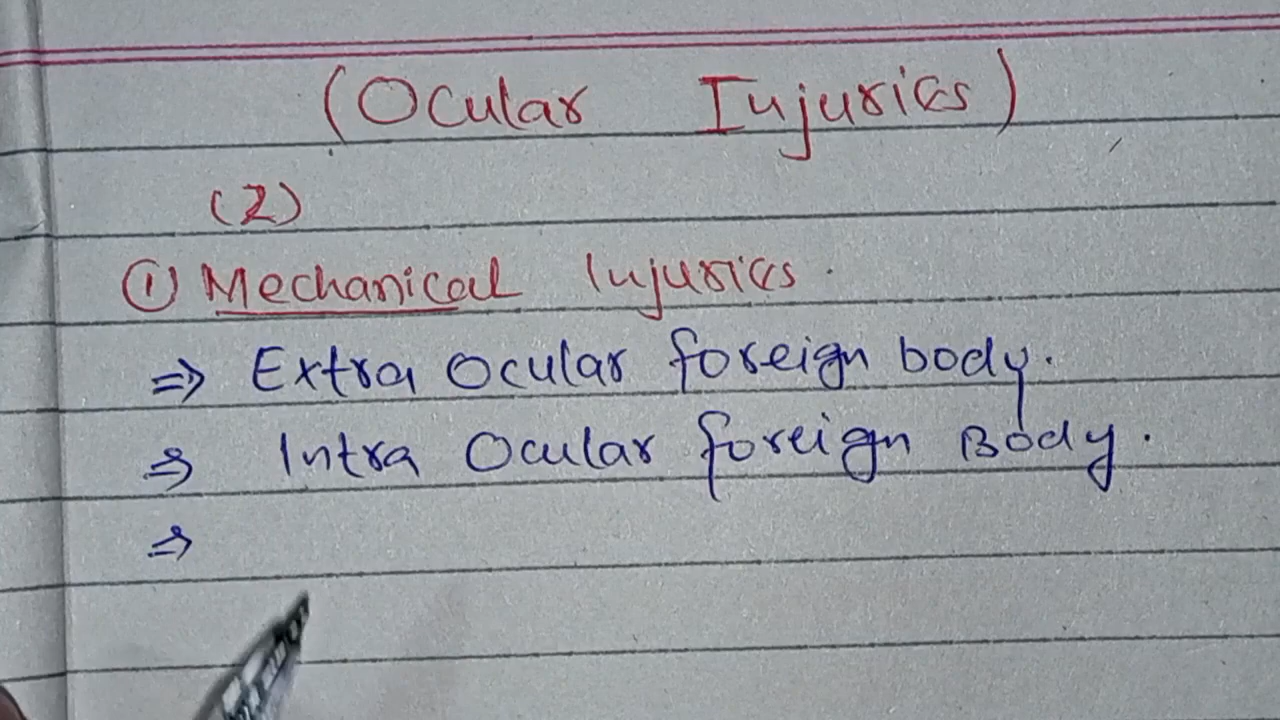 (Ocular Injuries)
(2)
① Mechanical Injuries.
⇒ Extra Ocular foreign body.
⇒ Intra Ocular foreign Body.
⇒